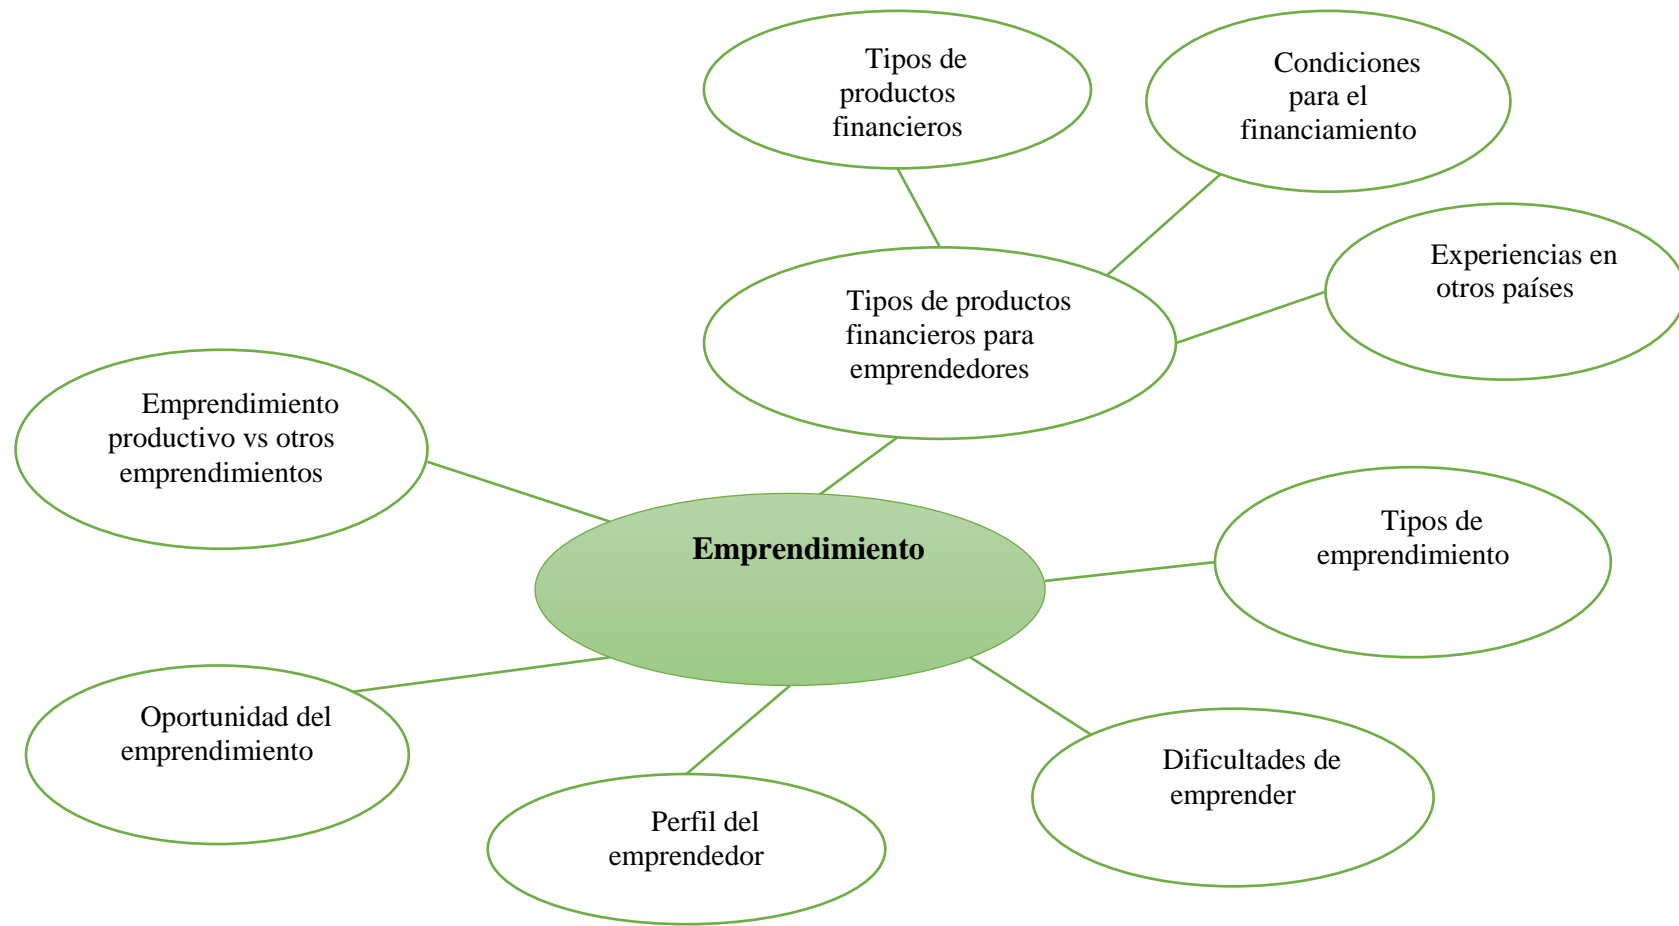 Tipos de
productos
financieros
Condiciones
para el
financiamiento
Experiencias en
otros países
Tipos de productos
financieros para
emprendedores
Emprendimiento
productivo vs otros
emprendimientos
Emprendimiento
Tipos de
emprendimiento
Oportunidad del
emprendimiento
Dificultades de
emprender
Perfil del
emprendedor